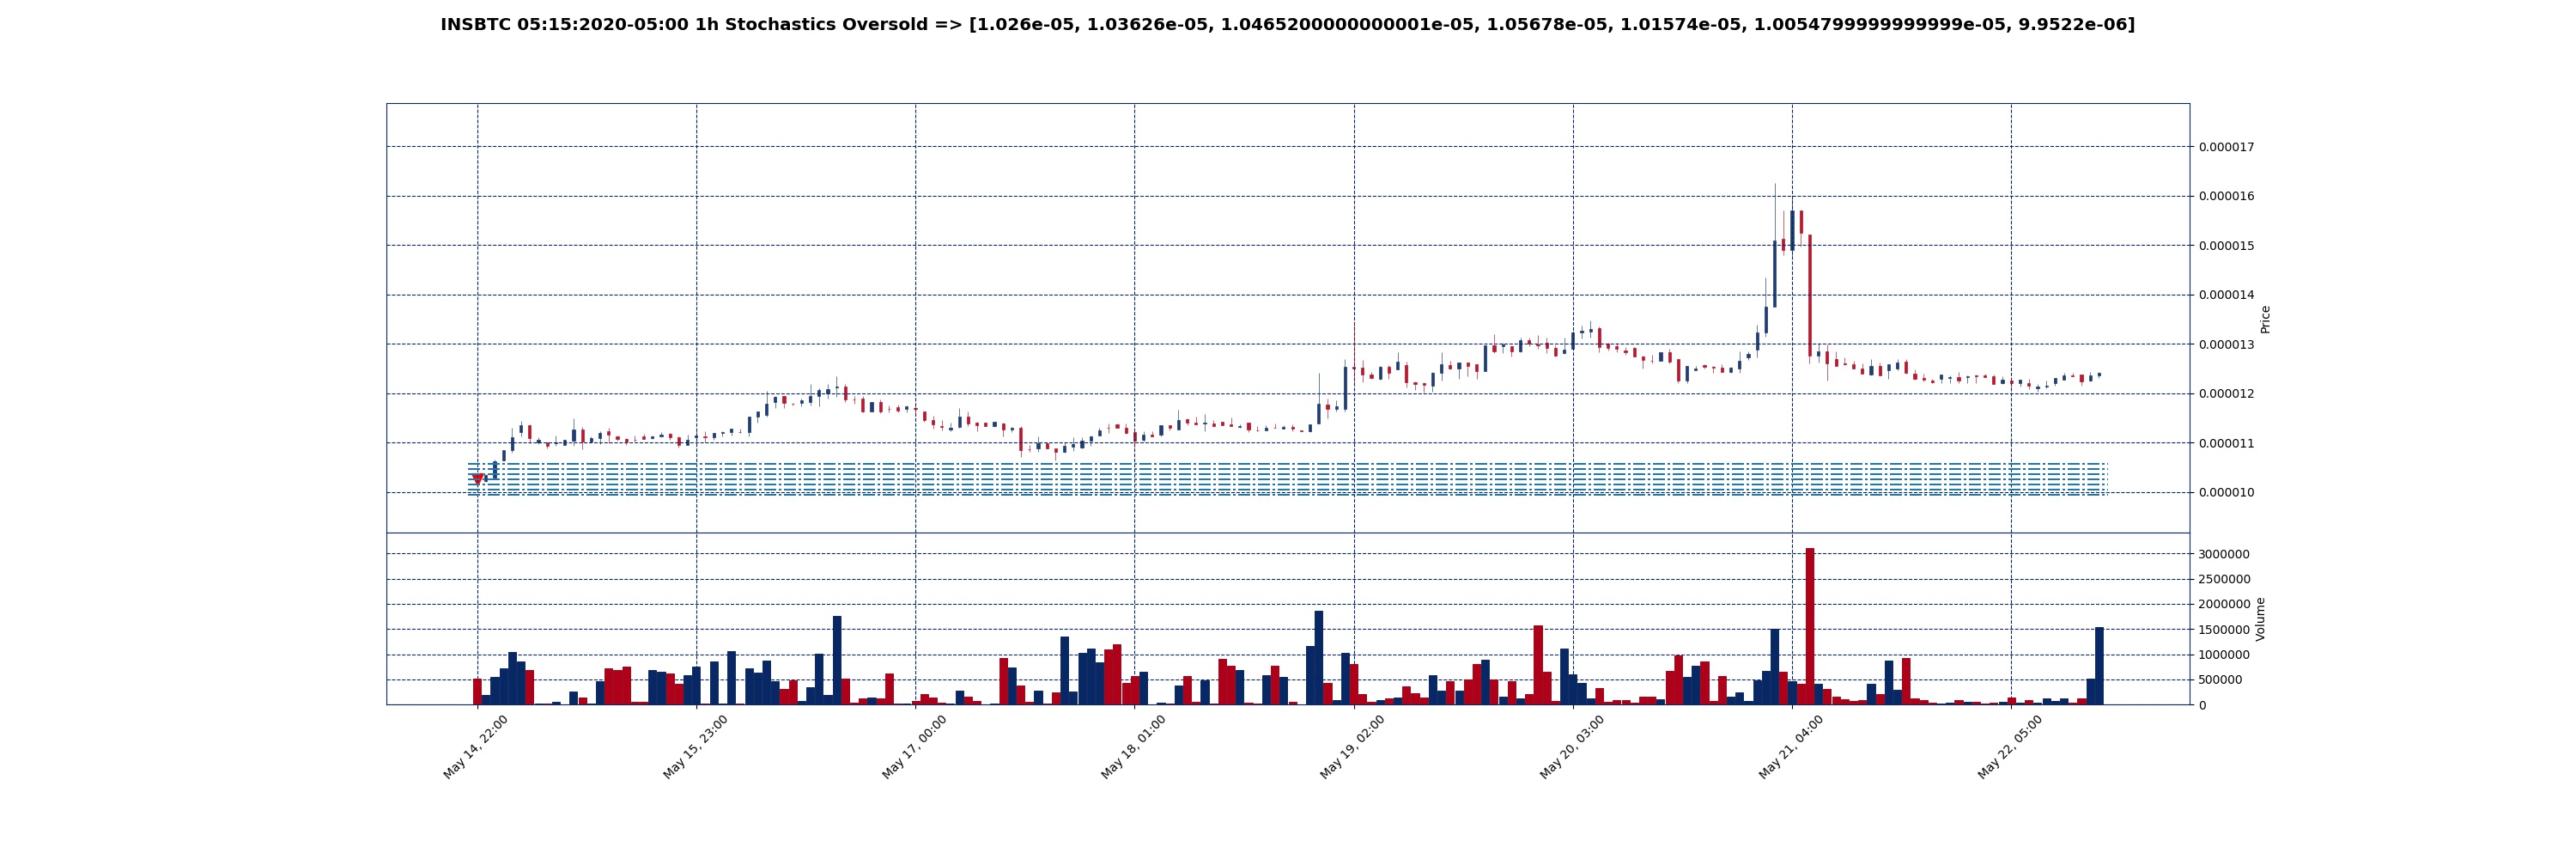 INSBTC 05:15:2020-05:00 1h Stochastics Oversold => [1.026e-05, 1.03626e-05, 1.0465200000000001e-05, 1.05678e-05, 1.01574e-05, 1.0054799999999999e-05, 9.9522e-06]
0.000017
0.000016
0.000015
0.000014
0.000013
0.000012
0.000011
0.000010
Price
3000000
2500000
2000000
1500000
1000000
500000
0
Volume
May 14, 22:00
May 15, 23:00
May 17, 00:00
May 18, 01:00
May 19, 02:00
May 20, 03:00
May 21, 04:00
May 22, 05:00